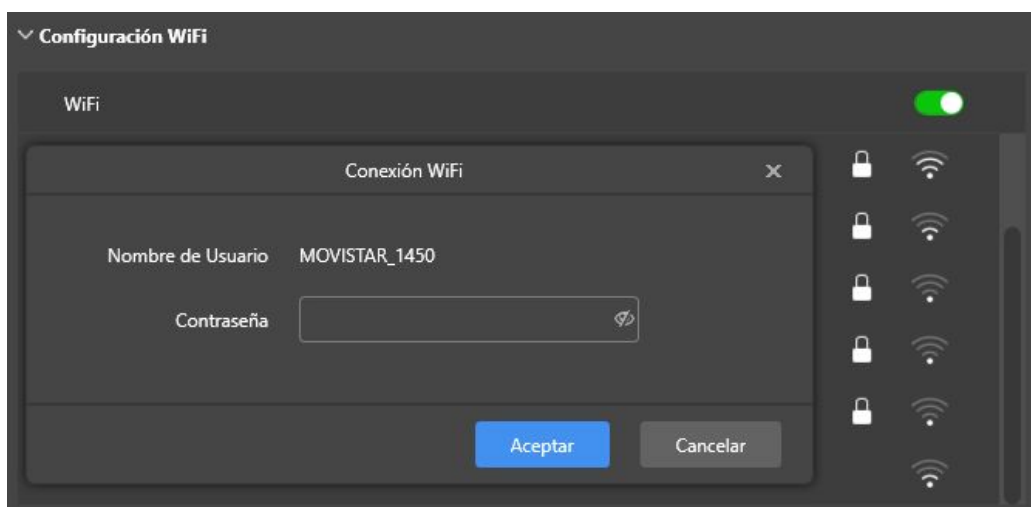 Configuración WiFi
WiFi
Conexión WiFi
Nombre de Usuario MOVISTAR_1450
Contraseña
Aceptar Cancelar